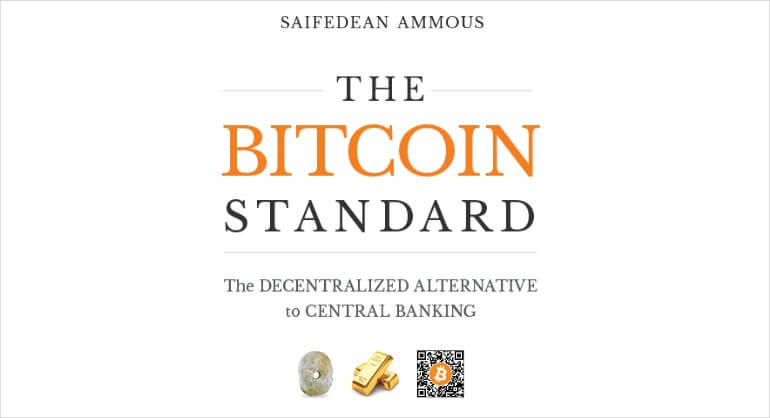 SAIFEDEAN AMMOUS
THE
BITCOIN
STANDARD
The DECENTRALIZED ALTERNATIVE
to CENTRAL BANKING